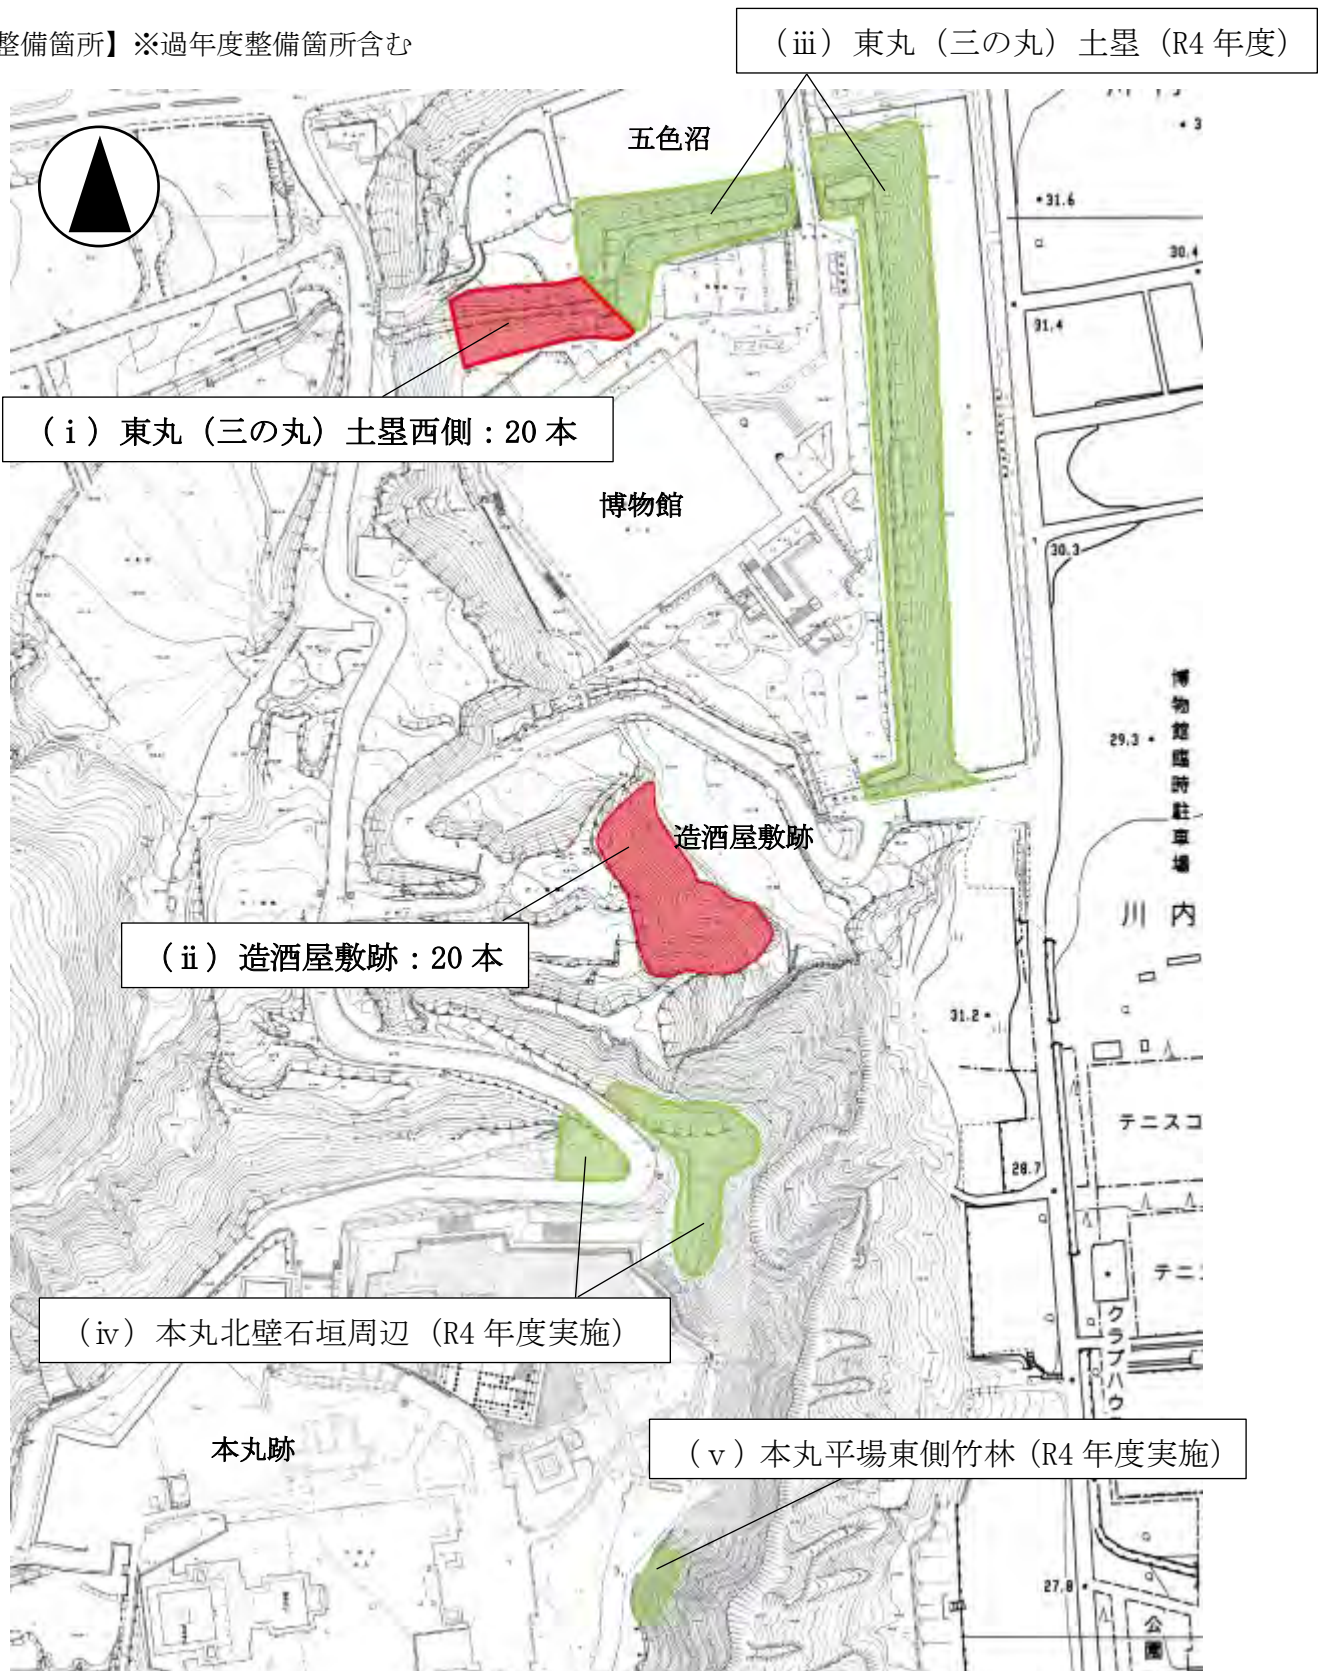 整備箇所】※過年度整備箇所含む
(ⅲ) 東丸（三の丸）土塁（R4 年度）
五色沼
31.6
30.4
31.4
(ⅰ) 東丸（三の丸）土塁西側：20 本
博物館
30.3
博物館臨時駐車場
29.3
造酒屋敷跡
川 内
(ⅱ) 造酒屋敷跡：20 本
31.2
テニスコ
28.7
テニ
(ⅳ) 本丸北壁石垣周辺（R4 年度実施）
クラブハウ
本丸跡
(ⅴ) 本丸平場東側竹林（R4 年度実施）
27.8
公園